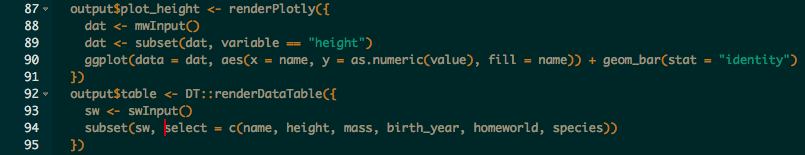 87 output$plot_height <- renderPlotly({
88 dat <- mwInput()
89 dat <- subset(dat, variable == "height")
90 ggplot(data = dat, aes(x = name, y = as.numeric(value), fill = name)) + geom_bar(stat = "identity")
91 })
92 output$table <- DT::renderDataTable({
93 sw <- swInput()
94 subset(sw, select = c(name, height, mass, birth_year, homeworld, species))
95 })